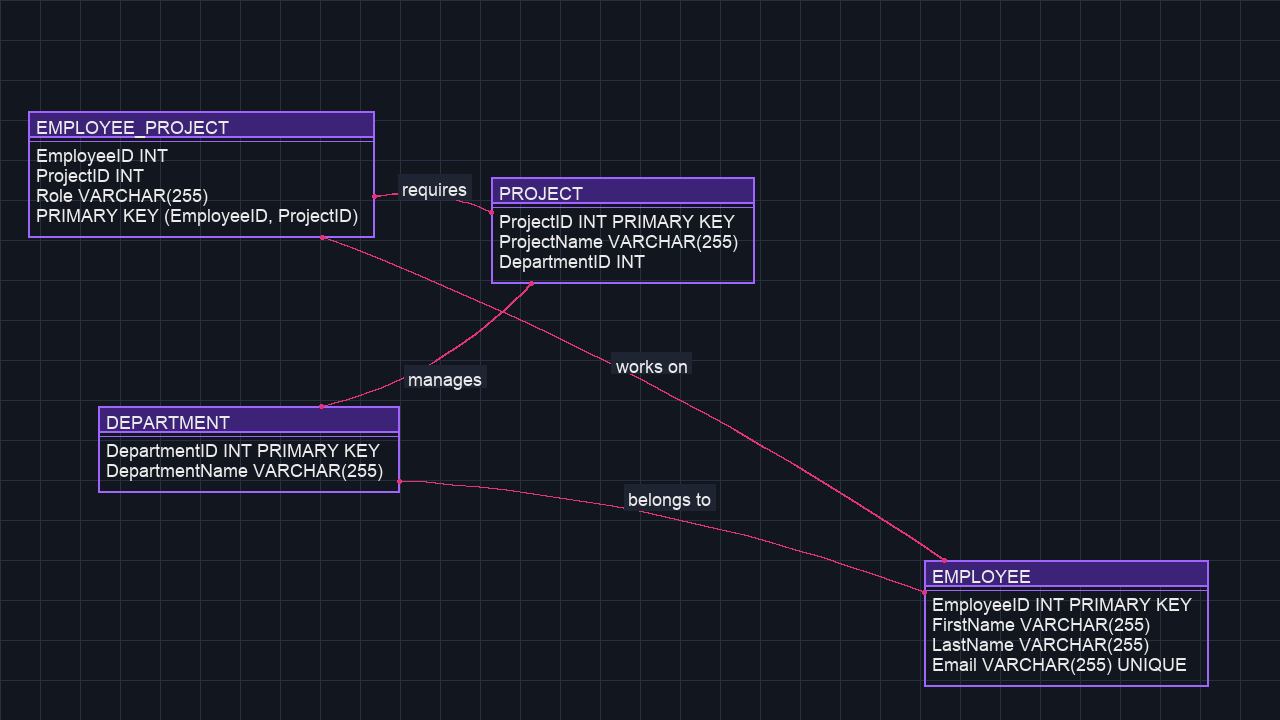 EMPLOYEE_PROJECT
EmployeeID INT
ProjectID INT
Role VARCHAR(255)
PRIMARY KEY (EmployeeID, ProjectID)
requires
PROJECT
ProjectID INT PRIMARY KEY
ProjectName VARCHAR(255)
DepartmentID INT
works on
manages
DEPARTMENT
DepartmentID INT PRIMARY KEY
DepartmentName VARCHAR(255)
belongs to
EMPLOYEE
EmployeeID INT PRIMARY KEY
FirstName VARCHAR(255)
LastName VARCHAR(255)
Email VARCHAR(255) UNIQUE